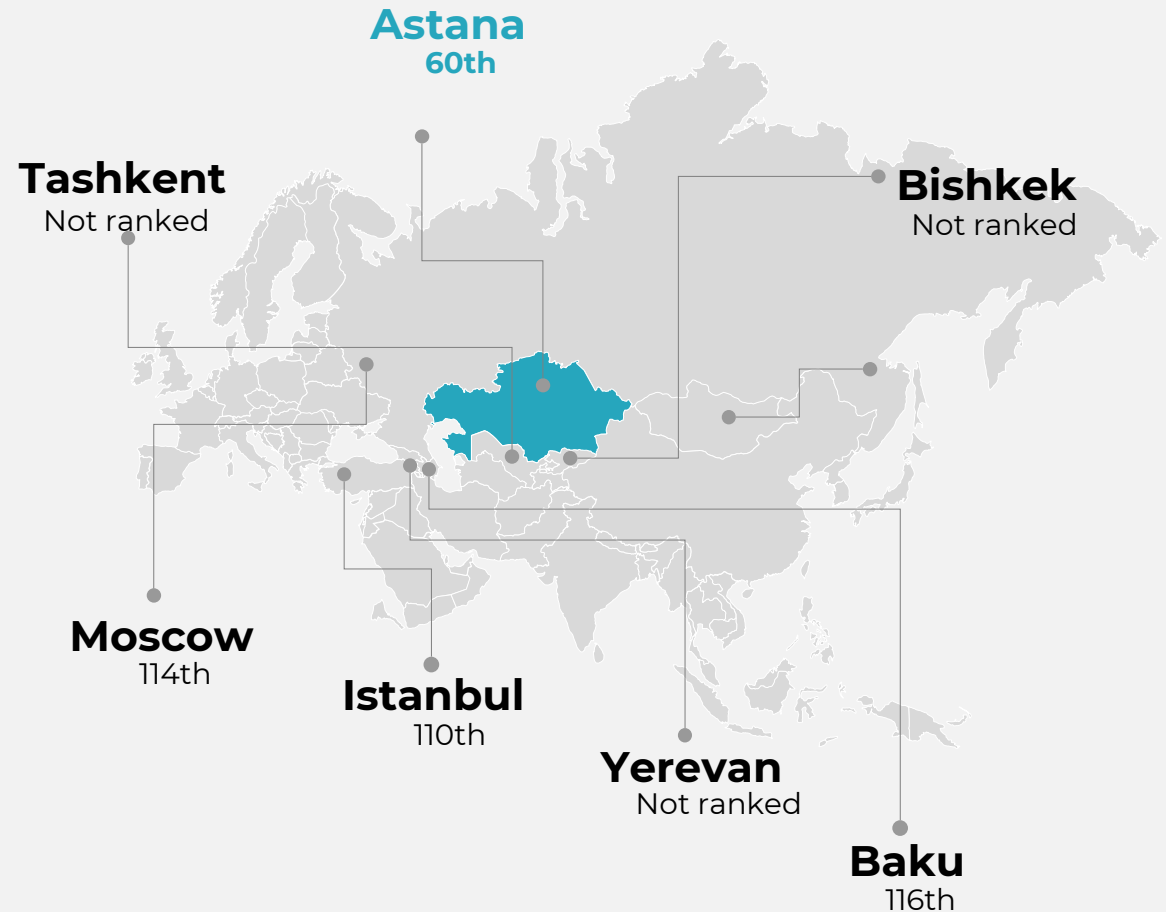 Astana
60th
Tashkent
Not ranked
Bishkek
Not ranked
Moscow
114th
Istanbul
110th
Yerevan
Not ranked
Baku
116th